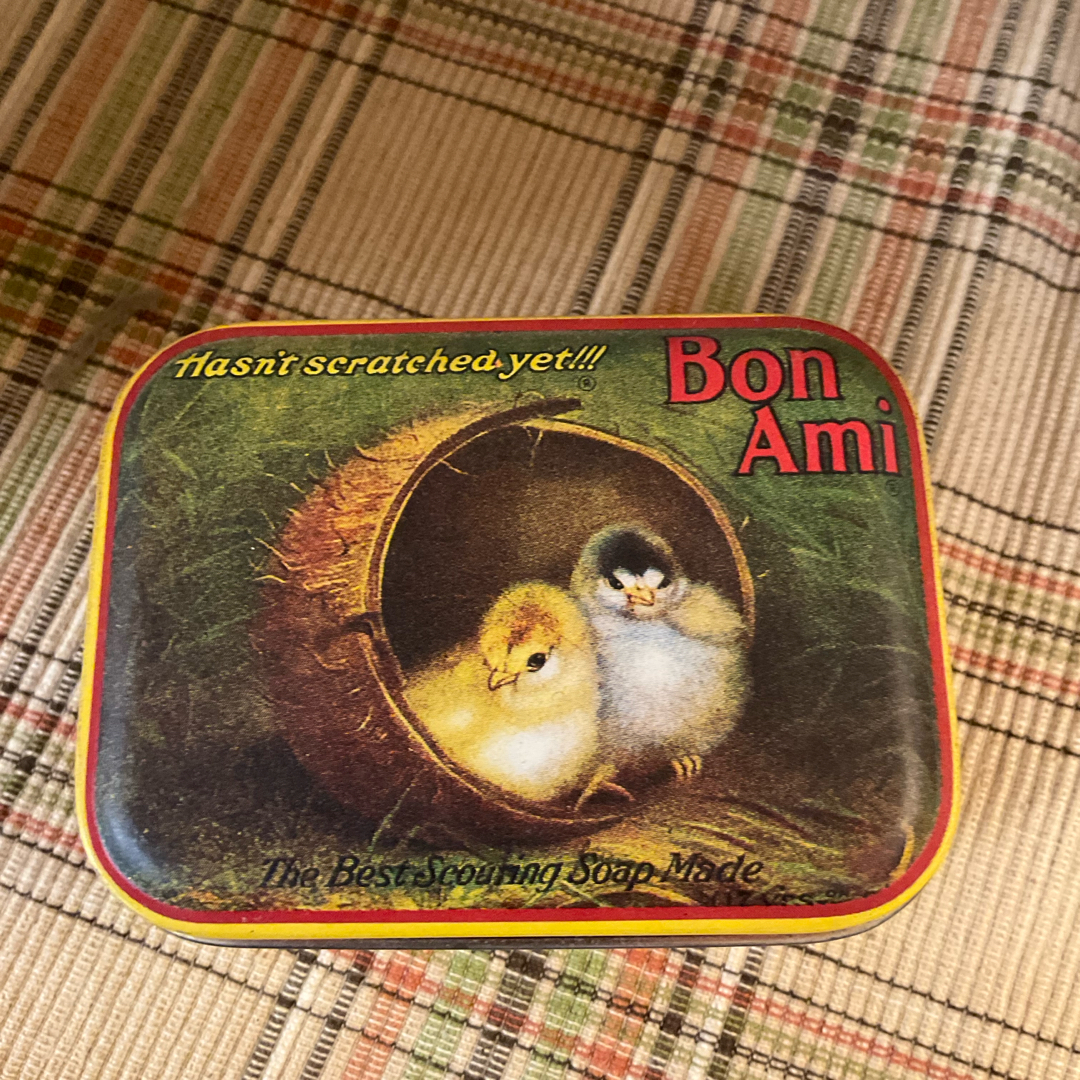 Hasn't scratched yet!!!
®
Bon
Ami
The Best Scouring Soap Made